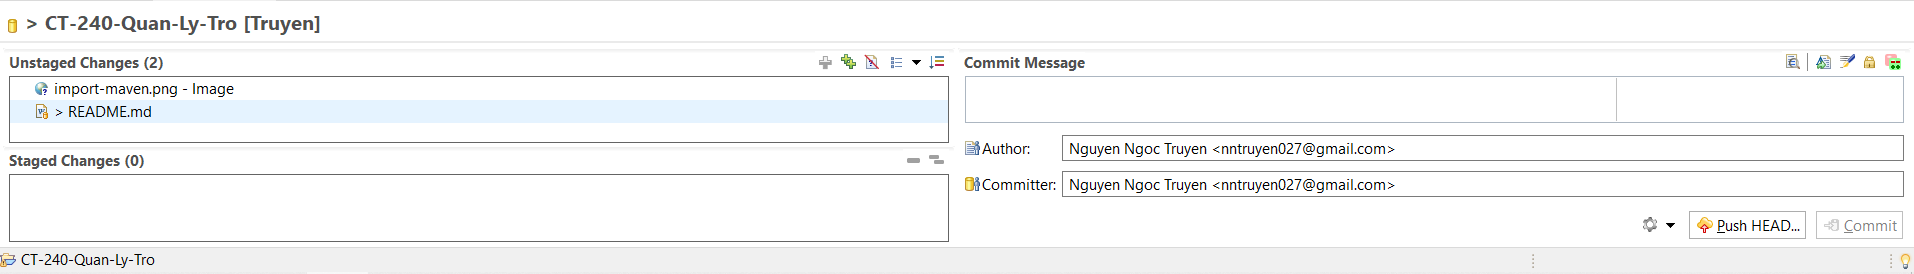 > CT-240-Quan-Ly-Tro [Truyen]
Unstaged Changes (2)
import-maven.png - Image
> README.md
Staged Changes (0)
Commit Message
Author: Nguyen Ngoc Truyen <nntruyen027@gmail.com>
Committer: Nguyen Ngoc Truyen <nntruyen027@gmail.com>
Push HEAD... Commit
CT-240-Quan-Ly-Tro